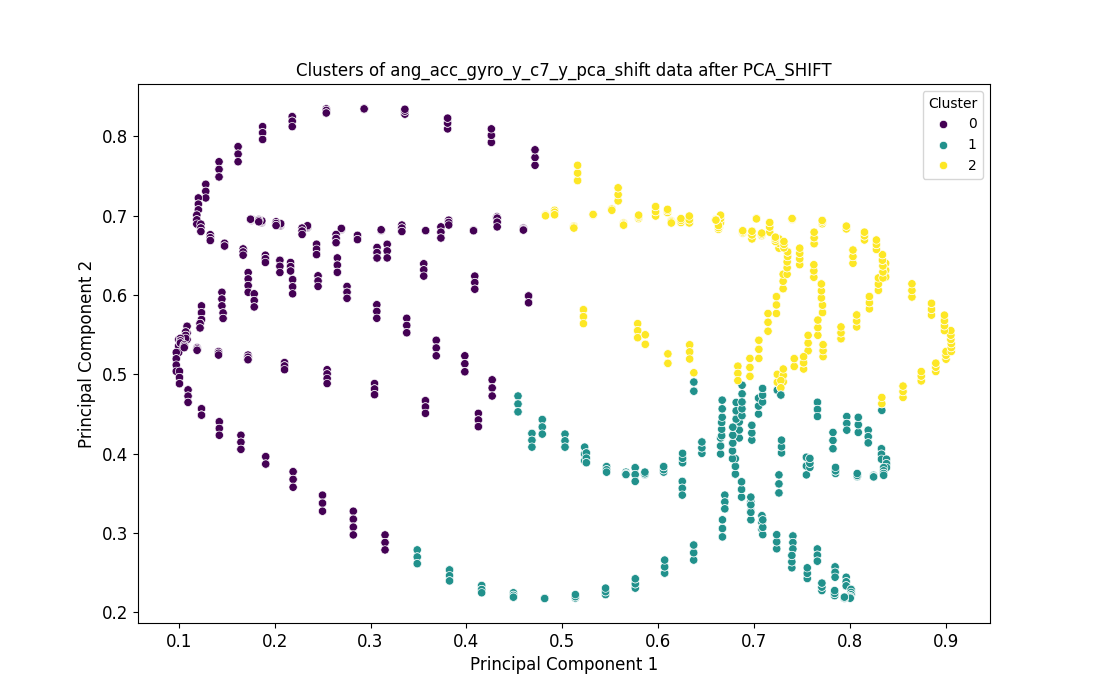 Clusters of ang_acc_gyro_y_c7_y_pca_shift data after PCA_SHIFT
Cluster
0
1
2
0.8
0.7
0.6
0.5
0.4
0.3
0.2
Principal Component 2
0.1 0.2 0.3 0.4 0.5 0.6 0.7 0.8 0.9
Principal Component 1